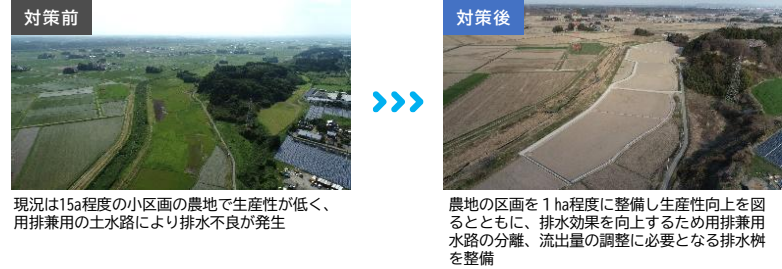 対策前
対策後
現況は15a程度の小区画の農地で生産性が低く、
用排兼用の土水路により排水不良が発生
農地の区画を1ha程度に整備し生産性向上を図
るとともに、排水効果を向上するため用排兼用
水路の分離、流出量の調整に必要となる排水桝
を整備